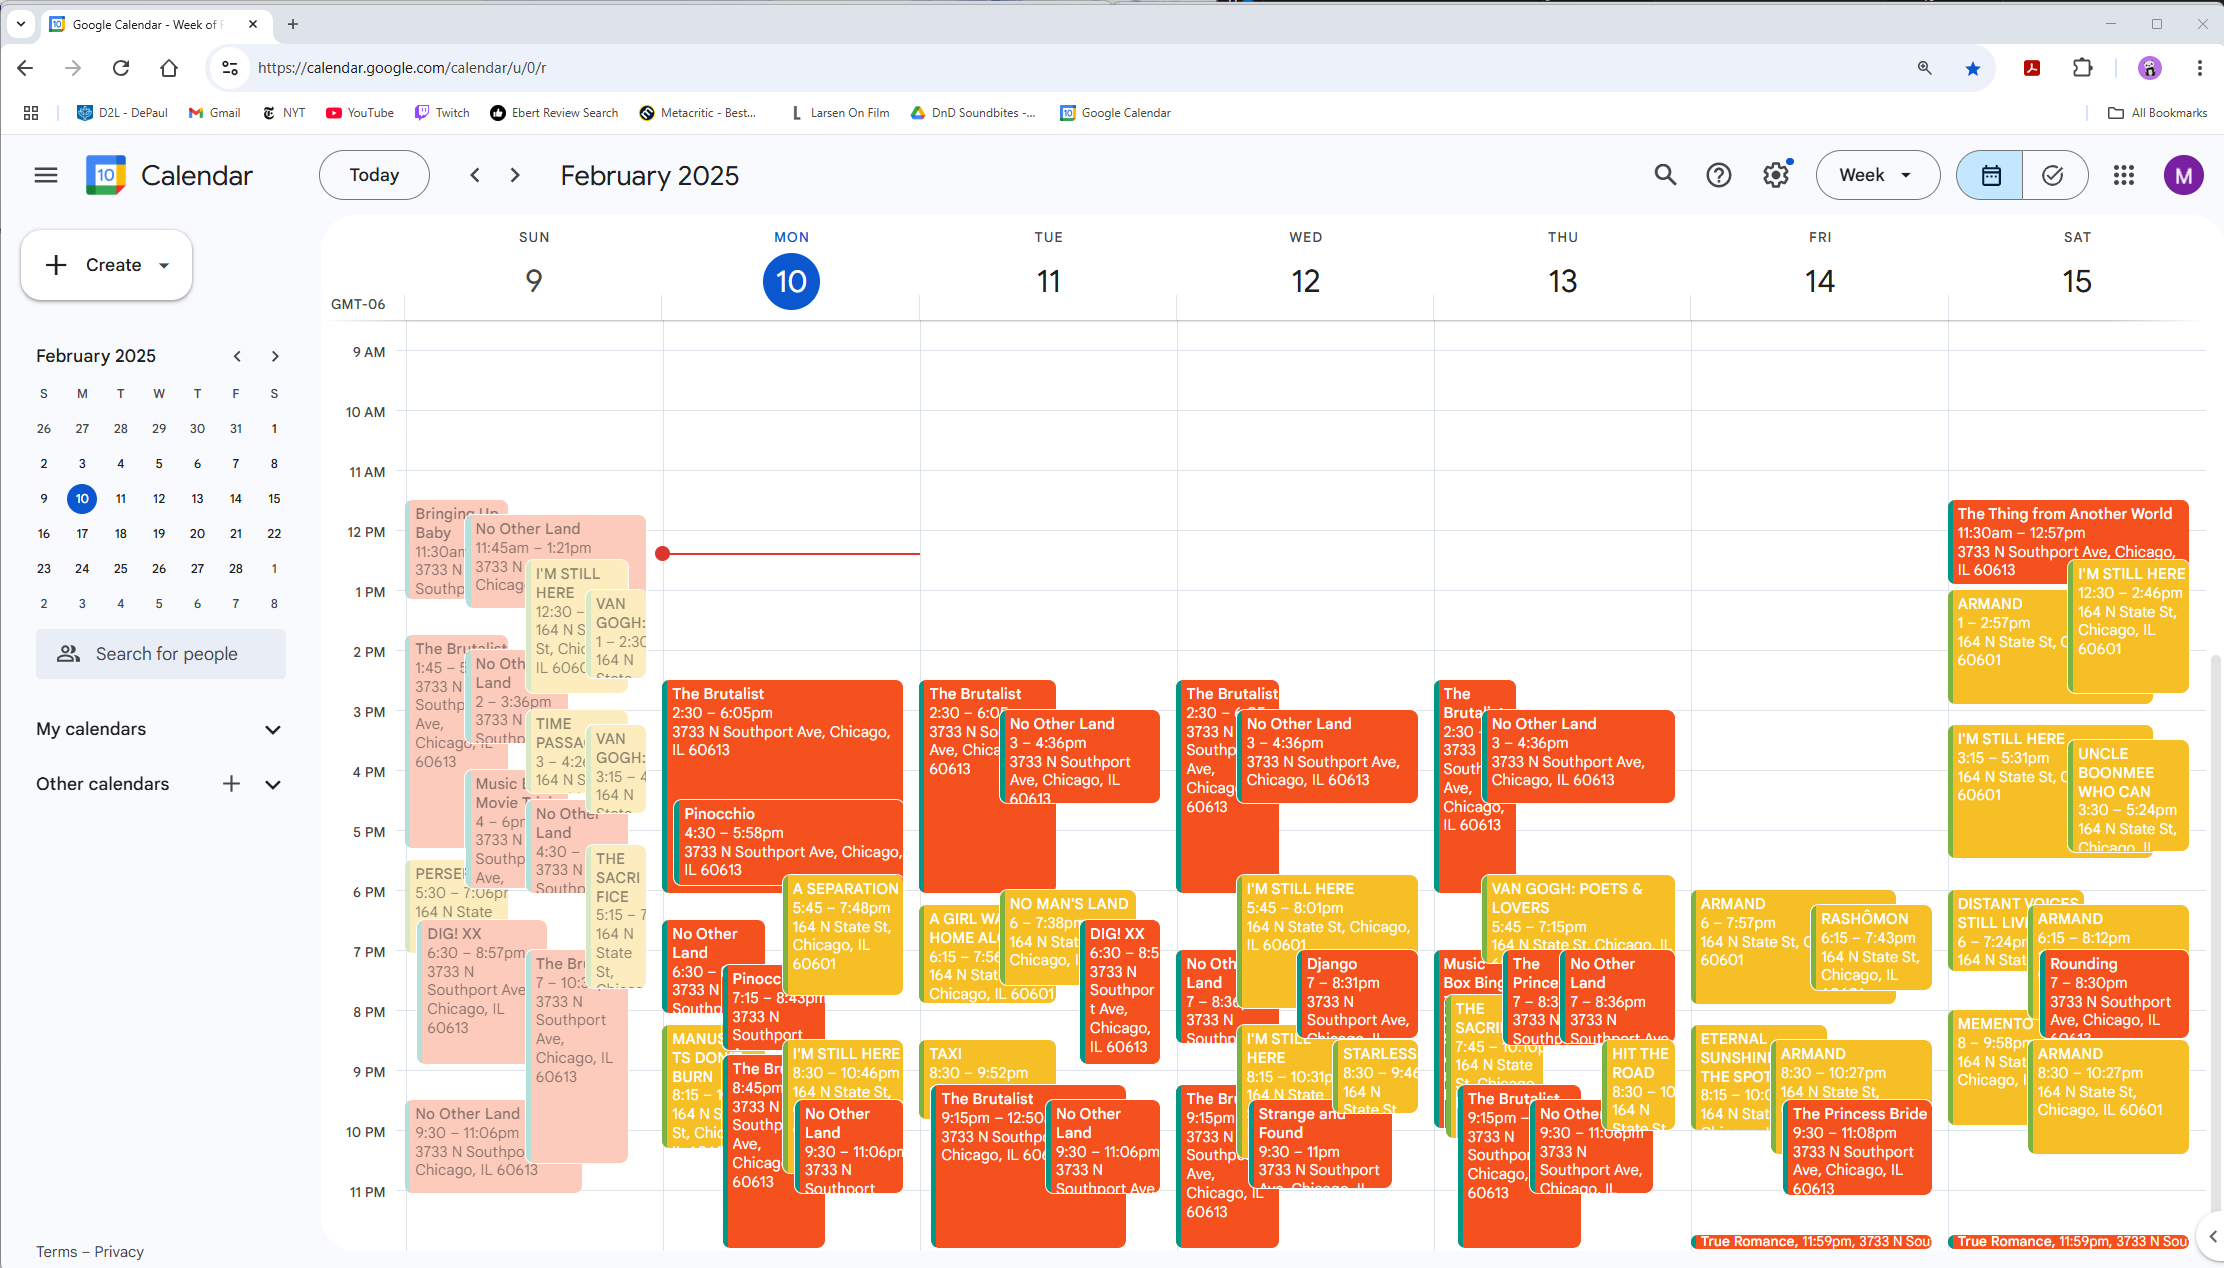 Google Calendar - Week of F
https://calendar.google.com/calendar/u/0/r
D2L - DePaul
Gmail
NYT
YouTube
Twitch
Ebert Review Search
Metacritic - Best...
Larsen On Film
DnD Soundbites -...
Google Calendar
All Bookmarks
10 Calendar
Today
February 2025
Week
M
Create
GMT-06
SUN
9
MON
10
TUE
11
WED
12
THU
13
FRI
14
SAT
15
February 2025
S M T W T F S
26 27 28 29 30 31 1
2 3 4 5 6 7 8
9 10 11 12 13 14 15
16 17 18 19 20 21 22
23 24 25 26 27 28 1
2 3 4 5 6 7 8
Search for people
My calendars
Other calendars
Terms – Privacy
9 AM
10 AM
11 AM
12 PM
1 PM
2 PM
3 PM
4 PM
5 PM
6 PM
7 PM
8 PM
9 PM
10 PM
11 PM
Bringing Up
Baby
11:30am
3733 N
Southp
No Other Land
11:45am – 1:21pm
3733 N
Chicag
I'M STILL
HERE
12:30 –
164 N S
St, Chic
IL 6060
VAN
GOGH:
1 – 2:30
164 N
State
The Brutalist
1:45 – 5
3733 N
Southp
Ave,
Chicago, IL
60613
No Oth
Land
2 – 3:36pm
3733 N
Southp
TIME
PASSA
3 – 4:26
164 N S
VAN
GOGH:
3:15 – 4
164 N
Music B
Movie Trivi
4 – 6pm
3733 N
Southp
Ave,
No Other
Land
4:30 –
3733 N
Southp
THE
SACRI
FICE
5:15 – 7
164 N
State
St,
Chicag
PERSEP
5:30 – 7:06pm
164 N State
DIG! XX
6:30 – 8:57pm
3733 N
Southport Ave
Chicago, IL
60613
The Br
7 – 10:3
3733 N
Southport
Ave,
Chicago, IL
60613
No Other Land
9:30 – 11:06pm
3733 N Southpo
Chicago, IL 60613
The Brutalist
2:30 – 6:05pm
3733 N Southport Ave, Chicago,
IL 60613
Pinocchio
4:30 – 5:58pm
3733 N Southport Ave, Chicago,
IL 60613
A SEPARATION
5:45 – 7:48pm
164 N State St,
Chicago, IL
60601
No Other
Land
6:30 –
3733 N
Southp
Pinocc
7:15 – 8:43pm
3733 N
Southport
MANUS
TS DON'
BURN
8:15 – 1
164 N S
St, Chic
I'M STILL HERE
8:30 – 10:46pm
164 N State St,
The Br
8:45pm
3733 N
Southp
Ave,
Chicag
60613
No Other
Land
9:30 – 11:06pm
3733 N
Southport
The Brutalist
2:30 – 6:05
3733 N So
Ave, Chica
60613
No Other Land
3 – 4:36pm
3733 N Southport
Ave, Chicago, IL
60613
A GIRL WA
HOME ALO
6:15 – 7:56
164 N Stat
Chicago, IL 60601
NO MAN'S LAND
6 – 7:38pm
164 N Stat
Chicago, I
DIG! XX
6:30 – 8:5
3733 N
Southpor
t Ave,
Chicago,
IL 60613
TAXI
8:30 – 9:52pm
The Brutalist
9:15pm – 12:50
3733 N Southpo
Chicago, IL 606
No Other
Land
9:30 – 11:06pm
3733 N
Southport Ave
The Brutalist
2:30 – 6:05
3733 N
Southp
Ave,
Chicag
60613
No Other Land
3 – 4:36pm
3733 N Southport Ave,
Chicago, IL 60613
I'M STILL HERE
5:45 – 8:01pm
164 N State St, Chicago, IL
60601
No Oth
Land
7 – 8:36
3733 N
Southp
Django
7 – 8:31pm
3733 N
Southport Ave,
I'M STILL
HERE
8:15 – 10:31p
164 N State
STARLESS
8:30 – 9:46
164 N
State St
The Br
9:15pm
3733 N
Southp
Ave,
Chicago, IL
60613
Strange and
Found
9:30 – 11pm
3733 N Southport
Ave, Chicago, IL
The
Brutalist
2:30 –
3733
South
Ave,
Chicago,
IL 60613
No Other Land
3 – 4:36pm
3733 N Southport Ave,
Chicago, IL 60613
VAN GOGH: POETS &
LOVERS
5:45 – 7:15pm
164 N State St, Chicago, IL
Music
Box Bing
The
Prince
7 – 8:3
3733 N
Southp
No Other
Land
7 – 8:36pm
3733 N
Southport Ave
THE
SACRI
7:45 – 10:10p
164 N State
St, Chicago
HIT THE
ROAD
8:30 – 10
164 N
State St
The Brutalist
9:15pm –
3733 N
Southpo
Chicago,
60613
No Other
9:30 – 11:06pm
3733 N
Southport Ave,
Chicago, IL
ARMAND
6 – 7:57pm
164 N State St, C
60601
RASHÔMON
6:15 – 7:43pm
164 N State St,
Chicago, IL
ETERNAL
SUNSHIN
THE SPOT
8:15 – 10:0
164 N Stat
ARMAND
8:30 – 10:27pm
164 N State St,
The Princess Bride
9:30 – 11:08pm
3733 N Southport
Ave, Chicago, IL
60613
True Romance, 11:59pm, 3733 N Sou
The Thing from Another World
11:30am – 12:57pm
3733 N Southport Ave, Chicago,
IL 60613
I'M STILL HERE
12:30 – 2:46pm
164 N State St,
Chicago, IL
60601
ARMAND
1 – 2:57pm
164 N State St, C
60601
I'M STILL HERE
3:15 – 5:31pm
164 N State St, C
60601
UNCLE
BOONMEE
WHO CAN
3:30 – 5:24pm
164 N State St,
Chicago, IL
DISTANT VOICES
STILL LIVE
6 – 7:24pm
164 N Stat
ARMAND
6:15 – 8:12pm
Rounding
7 – 8:30pm
3733 N Southport
Ave, Chicago, IL
60613
MEMENTO
8 – 9:58pm
164 N Stat
Chicago, IL
ARMAND
8:30 – 10:27pm
164 N State St,
Chicago, IL 60601
True Romance, 11:59pm, 3733 N Sou